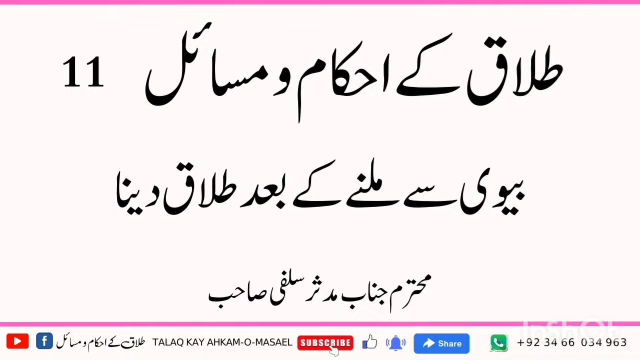 طلاق کے احکام و مسائل 11
بیوی سے ملنے کے بعد طلاق دینا
محترم جناب مدثر سلفی صاحب
طلاق کے احکام و مسائل TALAQ KAY AHKAM-O-MASAEL SUBSCRIBE Share +92 34 66 034 963
InShOt